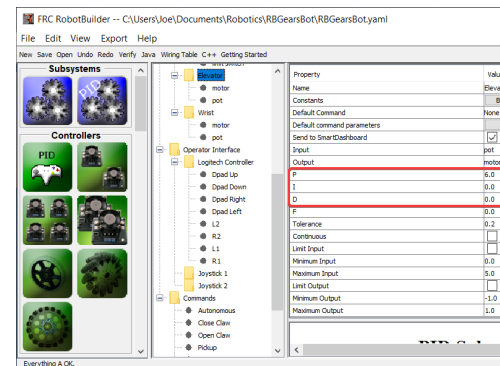 FRC RobotBuilder -- C:\Users\Joe\Documents\Robotics\RBGearsBot\RBGearsBot.yaml
File Edit View Export Help
New Save Open Undo Redo Verify Java Wiring Table C++ Getting Started
Subsystems
PID
Controllers
PID
Elevator
motor
pot
Wrist
motor
pot
Operator Interface
Logitech Controller
Dpad Up
Dpad Down
Dpad Right
Dpad Left
L2
R2
L1
R1
Joystick 1
Joystick 2
Commands
Autonomous
Close Claw
Open Claw
Pickup
Property Valu
Name Eleva
Constants B
Default Command None
Default command parameters
Send to SmartDashboard
Input pot
Output motor
P 6.0
I 0.0
D 0.0
F 0.0
Tolerance 0.2
Continuous
Limit Input
Minimum Input 0.0
Maximum Input 5.0
Limit Output
Minimum Output -1.0
Maximum Output 1.0
Everything A OK.